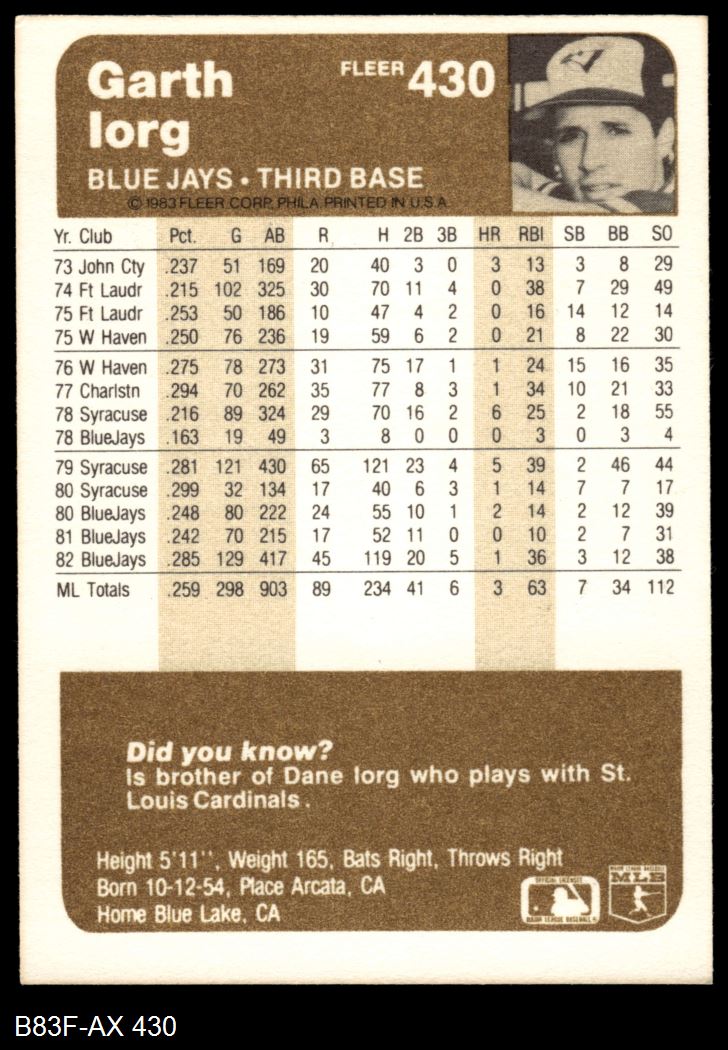 Garth
Iorg
FLEER 430
BLUE JAYS • THIRD BASE
© 1983 FLEER CORP. PHILA. PRINTED IN U.S.A.
Yr. Club Pct. G AB R H 2B 3B HR RBI SB BB SO
73 John Cty .237 51 169 20 40 3 0 3 13 3 8 29
74 Ft Laudr .215 102 325 30 70 11 4 0 38 7 29 49
75 Ft Laudr .253 50 186 10 47 4 2 0 16 14 12 14
75 W Haven .250 76 236 19 59 6 2 0 21 8 22 30
76 W Haven .275 78 273 31 75 17 1 1 24 15 16 35
77 Charlstn .294 70 262 35 77 8 3 1 34 10 21 33
78 Syracuse .216 89 324 29 70 16 2 6 25 2 18 55
78 BlueJays .163 19 49 3 8 0 0 0 3 0 3 4
79 Syracuse .281 121 430 65 121 23 4 5 39 2 46 44
80 Syracuse .299 32 134 17 40 6 3 1 14 7 7 17
80 BlueJays .248 80 222 24 55 10 1 2 14 2 12 39
81 BlueJays .242 70 215 17 52 11 0 0 10 2 7 31
82 BlueJays .285 129 417 45 119 20 5 1 36 3 12 38
ML Totals .259 298 903 89 234 41 6 3 63 7 34 112
Did you know?
Is brother of Dane Iorg who plays with St.
Louis Cardinals.
Height 5'11'', Weight 165, Bats Right, Throws Right
Born 10-12-54, Place Arcata, CA
Home Blue Lake, CA
OFFICIAL LICENSEE
MAJOR LEAGUE BASEBALL
MAJOR LEAGUE BASEBALL
B83F-AX 430